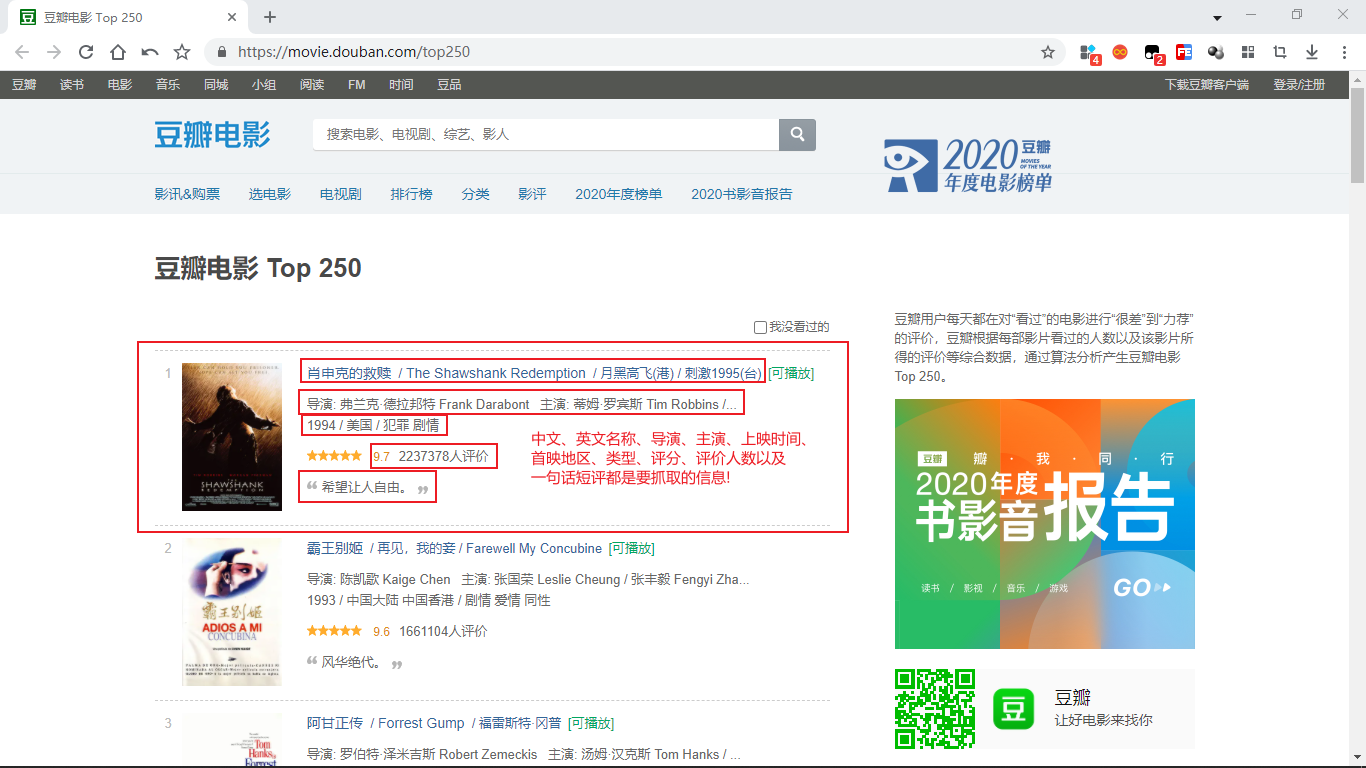 豆瓣电影 Top 250
https://movie.douban.com/top250
4
2
豆瓣 读书 电影 音乐 同城 小组 阅读 FM 时间 豆品 下载豆瓣客户端 登录/注册
豆瓣电影
搜索电影、电视剧、综艺、影人
2020豆瓣
MOVIES OF THE YEAR
年度电影榜单
影讯&购票 选电影 电视剧 排行榜 分类 影评 2020年度榜单 2020书影音报告
豆瓣电影 Top 250
我没看过的
1
肖申克的救赎 / The Shawshank Redemption / 月黑高飞(港) / 刺激1995(台) [可播放]
导演: 弗兰克·德拉邦特 Frank Darabont 主演: 蒂姆·罗宾斯 Tim Robbins /...
1994 / 美国 / 犯罪 剧情
9.7 2237378人评价
“ 希望让人自由。 ”
中文、英文名称、导演、主演、上映时间、
首映地区、类型、评分、评价人数以及
一句话短评都是要抓取的信息!
SHAWSHANK
REDEMPTION
2
霸王别姬 / 再见，我的妾 / Farewell My Concubine [可播放]
导演: 陈凯歌 Kaige Chen 主演: 张国荣 Leslie Cheung / 张丰毅 Fengyi Zha...
1993 / 中国大陆 中国香港 / 剧情 爱情 同性
9.6 1661104人评价
“ 风华绝代。 ”
霸王别姬
ADIOS A MI
CONCUBINA
3
阿甘正传 / Forrest Gump / 福雷斯特·冈普 [可播放]
导演: 罗伯特·泽米吉斯 Robert Zemeckis 主演: 汤姆·汉克斯 Tom Hanks / ...
Tom
Hanks
Forrest
豆瓣用户每天都在对“看过”的电影进行“很差”到“力荐”
的评价，豆瓣根据每部影片看过的人数以及该影片所
得的评价等综合数据，通过算法分析产生豆瓣电影
Top 250。
豆瓣 瓣 · 我 · 同 · 行
2020年度
书影音报告
读书 / 影视 / 音乐 / 游戏
GO
豆
豆瓣
让好电影来找你